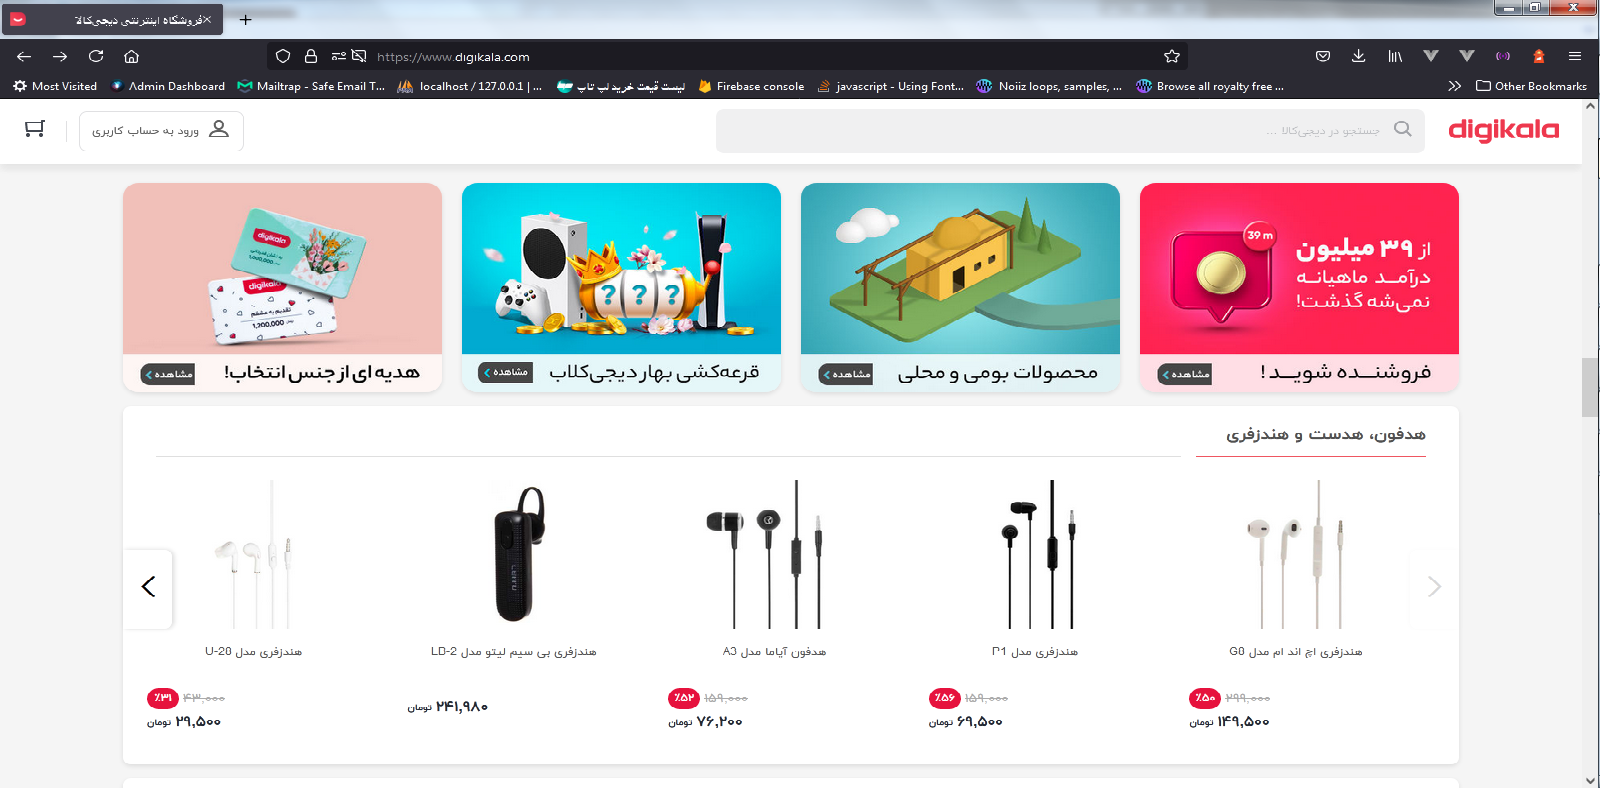 فروشگاه اینترنتی دیجی‌کالا
https://www.digikala.com
Most Visited
Admin Dashboard
Mailtrap - Safe Email T...
localhost / 127.0.0.1 | ...
لیست قیمت خرید لپ تاپ
Firebase console
javascript - Using Font...
Noiiz loops, samples, ...
Browse all royalty free ...
Other Bookmarks
digikala
جستجو در دیجی‌کالا ...
ورود به حساب کاربری
39 m
از ۳۹ میلیون
درآمد ماهیانه
نمی‌شه گذشت!
فروشنده شوید!
مشاهده
محصولات بومی و محلی
مشاهده
? ? ?
قرعه‌کشی بهار دیجی‌کلاب
مشاهده
digikala
digikala
هدیه ای از جنس انتخاب!
مشاهده
هدفون، هدست و هندزفری
هندزفری اچ اند ام مدل G8
٪۵۰ ۲۹۹,۰۰۰
۱۴۹,۵۰۰ تومان
هندزفری مدل P1
٪۵۶ ۱۵۹,۰۰۰
۶۹,۵۰۰ تومان
هدفون آیاما مدل A3
٪۵۲ ۱۵۹,۰۰۰
۷۶,۲۰۰ تومان
هندزفری بی سیم لیتو مدل LD-2
۲۴۱,۹۸۰ تومان
هندزفری مدل U-20
٪۳۱ ۴۳,۰۰۰
۲۹,۵۰۰ تومان